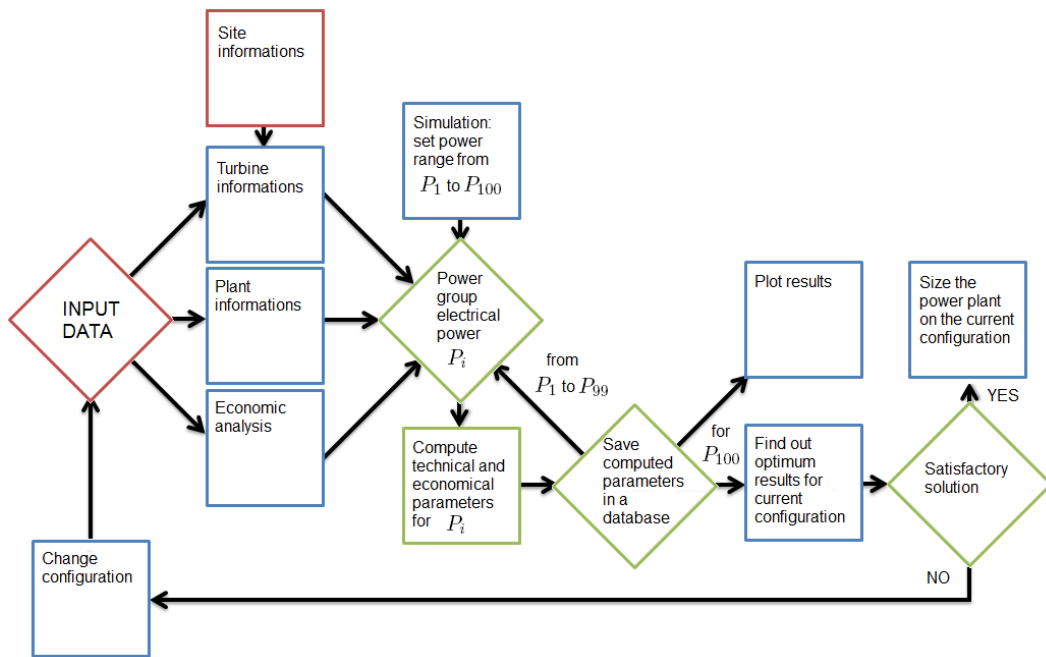 Site
informations
Simulation:
set power
range from
P₁ to P₁₀₀
Turbine
informations
INPUT
DATA
Plant
informations
Power
group
electrical
power
Pᵢ
Plot results
Size the
power plant
on the current
configuration
from
P₁ to P₉₉
YES
Economic
analysis
for
P₁₀₀
Compute
technical and
economical
parameters
for Pᵢ
Save
computed
parameters
in a
database
Find out
optimum
results for
current
configuration
Satisfactory
solution
Change
configuration
NO